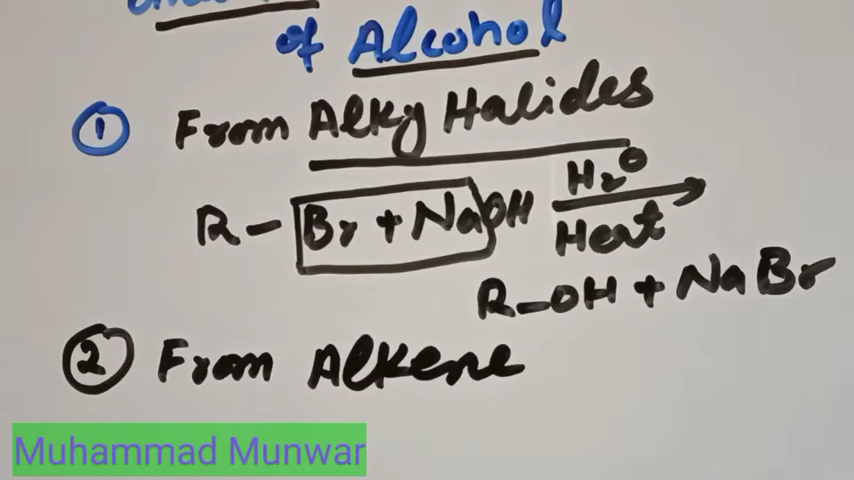 of Alcohol
① From Alky Halides
R - Br + NaOH H₂O Heat
R-OH + NaBr
② From Alkene
Muhammad Munwar